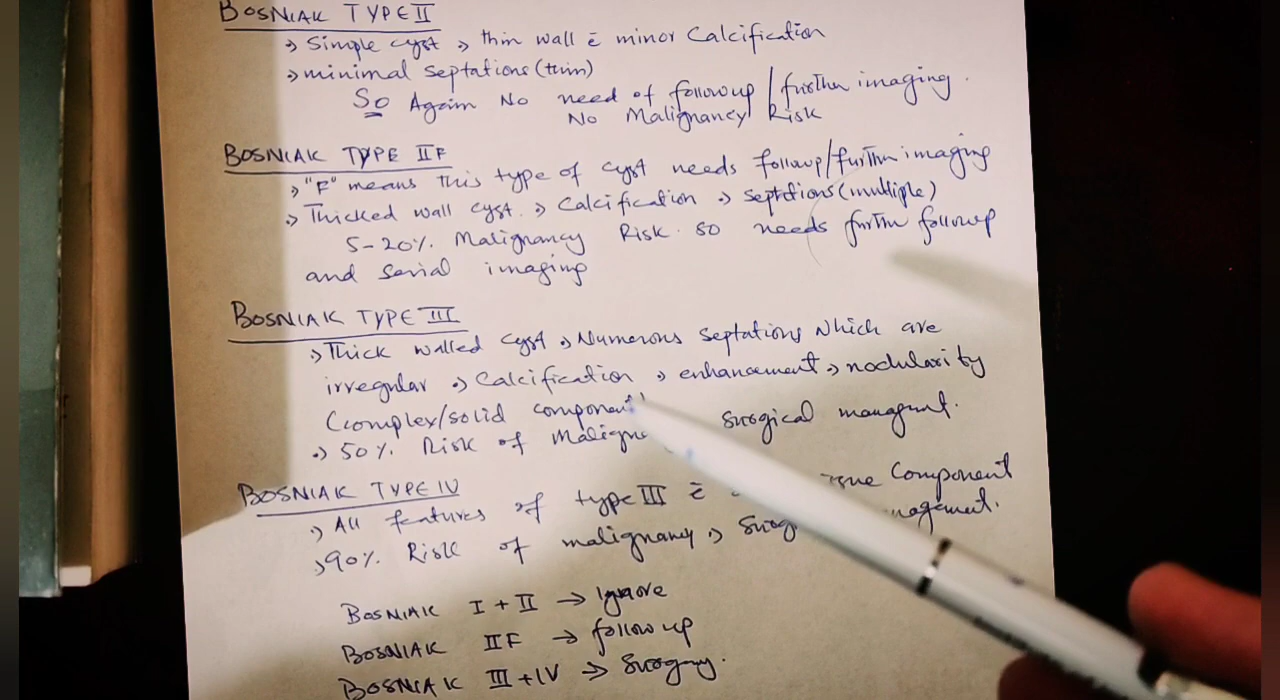 BOSNIAK TYPE II
→ Simple cyst → thin wall c̄ minor Calcification
→ minimal septations (thin)
So Again No need of followup / further imaging.
No Malignancy Risk
BOSNIAK TYPE IIF
→ "F" means this type of cyst needs followup/further imaging
→ Thicked wall cyst. → Calcification → septations (multiple)
5-20% Malignancy Risk so needs further followup
and serial imaging
BOSNIAK TYPE III
→ Thick walled cyst → Numerous septations which are
irregular → Calcification → enhancement → nodularity
(complex/solid component)
→ 50% Risk of Maligna Surgical managmnt.
BOSNIAK TYPE IV
→ All features of type III c̄ Component
→ 90% Risk of malignancy → Surg nagement.
BOSNIAK I + II → Ignore
BOSNIAK IIF → follow up
BOSNIAK III + IV → Surgery.